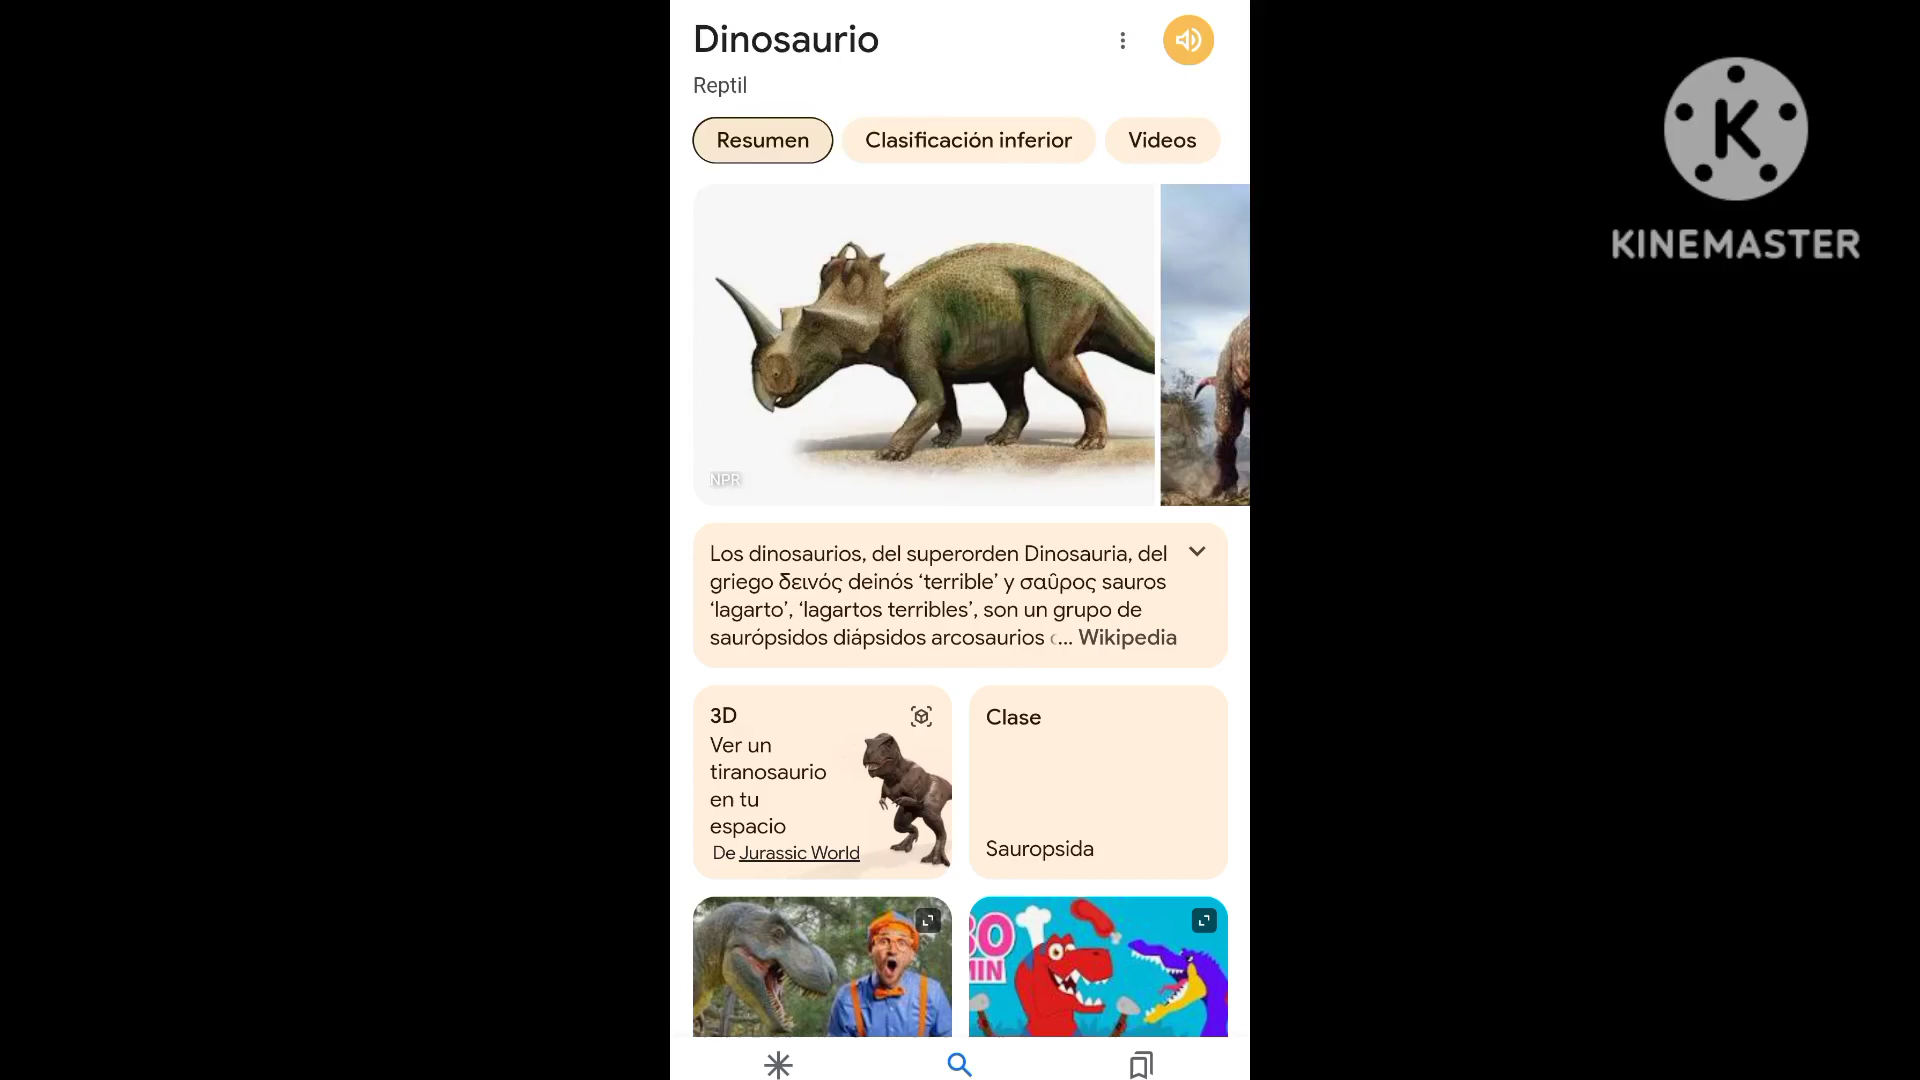 Dinosaurio
Reptil
Resumen
Clasificación inferior
Videos
K
KINEMASTER
NPR
Los dinosaurios, del superorden Dinosauria, del
griego δεινός deinós ‘terrible’ y σαῦρος sauros
‘lagarto’, ‘lagartos terribles’, son un grupo de
saurópsidos diápsidos arcosaurios ... Wikipedia
3D
Ver un
tiranosaurio
en tu
espacio
De Jurassic World
Clase
Sauropsida
30
MIN